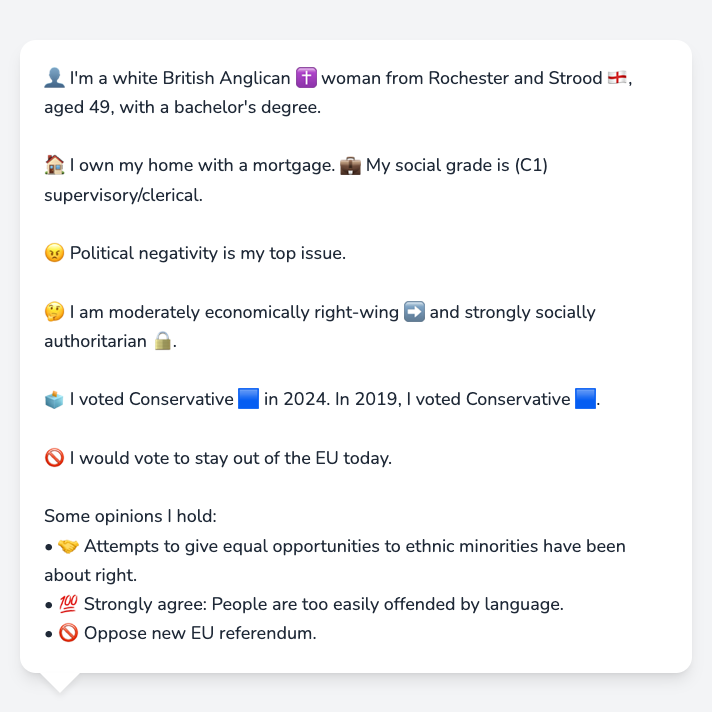 👤 I'm a white British Anglican ✝️ woman from Rochester and Strood 🏴󠁧󠁢󠁥󠁮󠁧󠁿,
aged 49, with a bachelor's degree.
🏠 I own my home with a mortgage. 💼 My social grade is (C1)
supervisory/clerical.
😠 Political negativity is my top issue.
🤔 I am moderately economically right-wing ➡️ and strongly socially
authoritarian 🔒.
🗳️ I voted Conservative 🟦 in 2024. In 2019, I voted Conservative 🟦.
🚫 I would vote to stay out of the EU today.
Some opinions I hold:
• 🤝 Attempts to give equal opportunities to ethnic minorities have been
about right.
• 💯 Strongly agree: People are too easily offended by language.
• 🚫 Oppose new EU referendum.